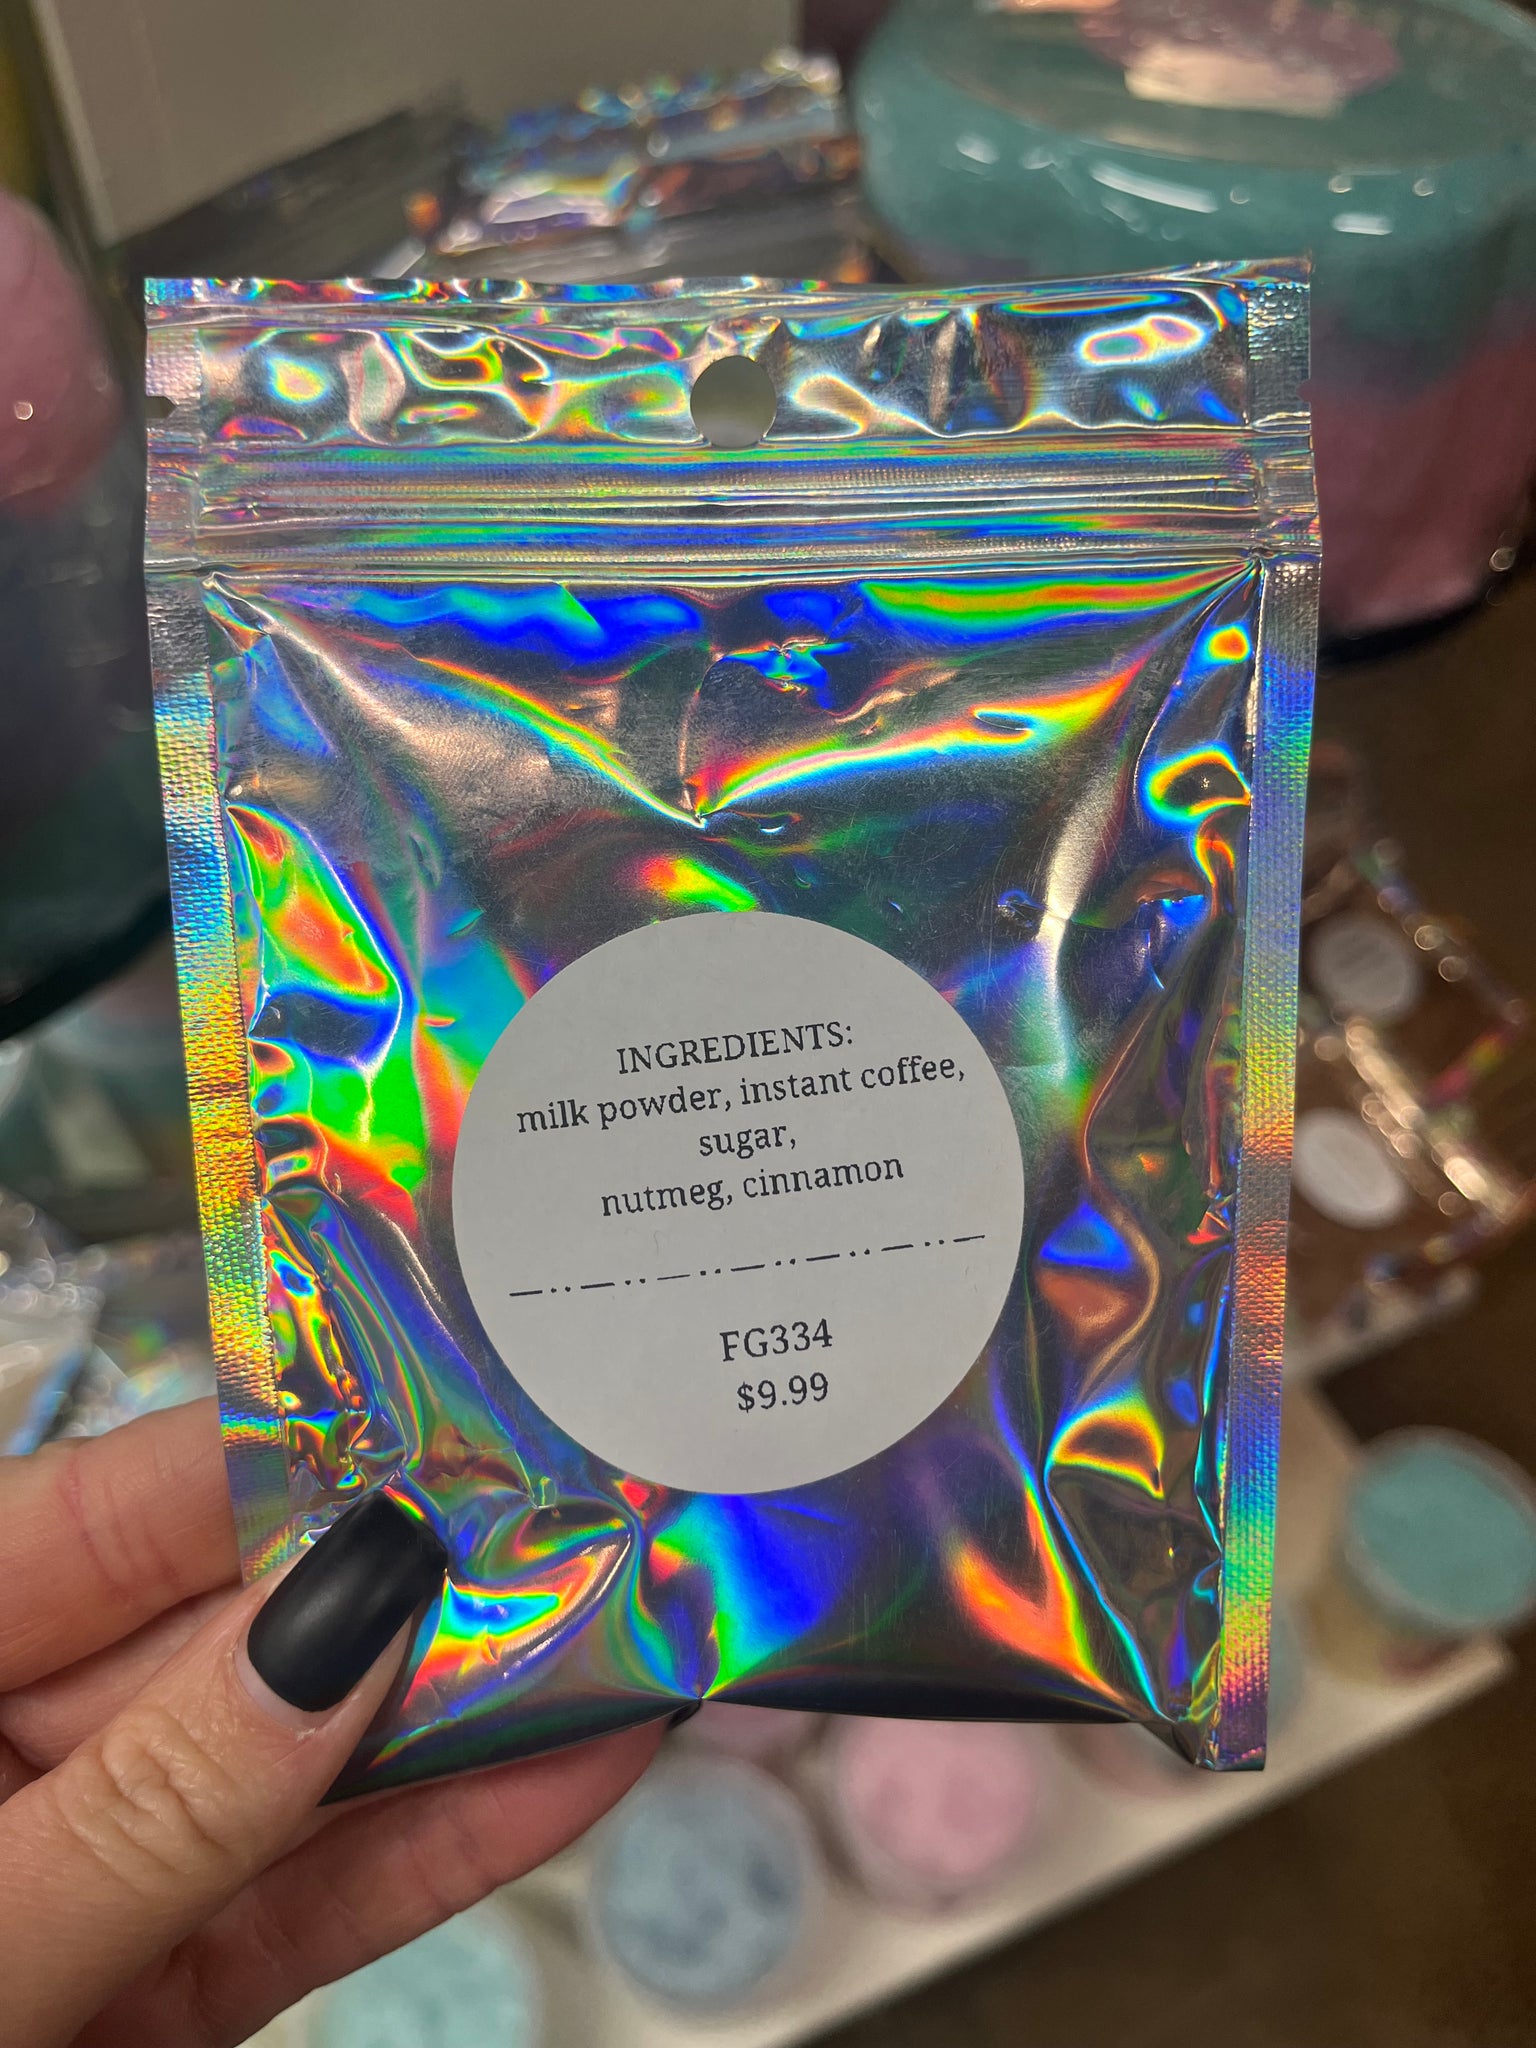 INGREDIENTS:
milk powder, instant coffee,
sugar,
nutmeg, cinnamon
FG334
$9.99